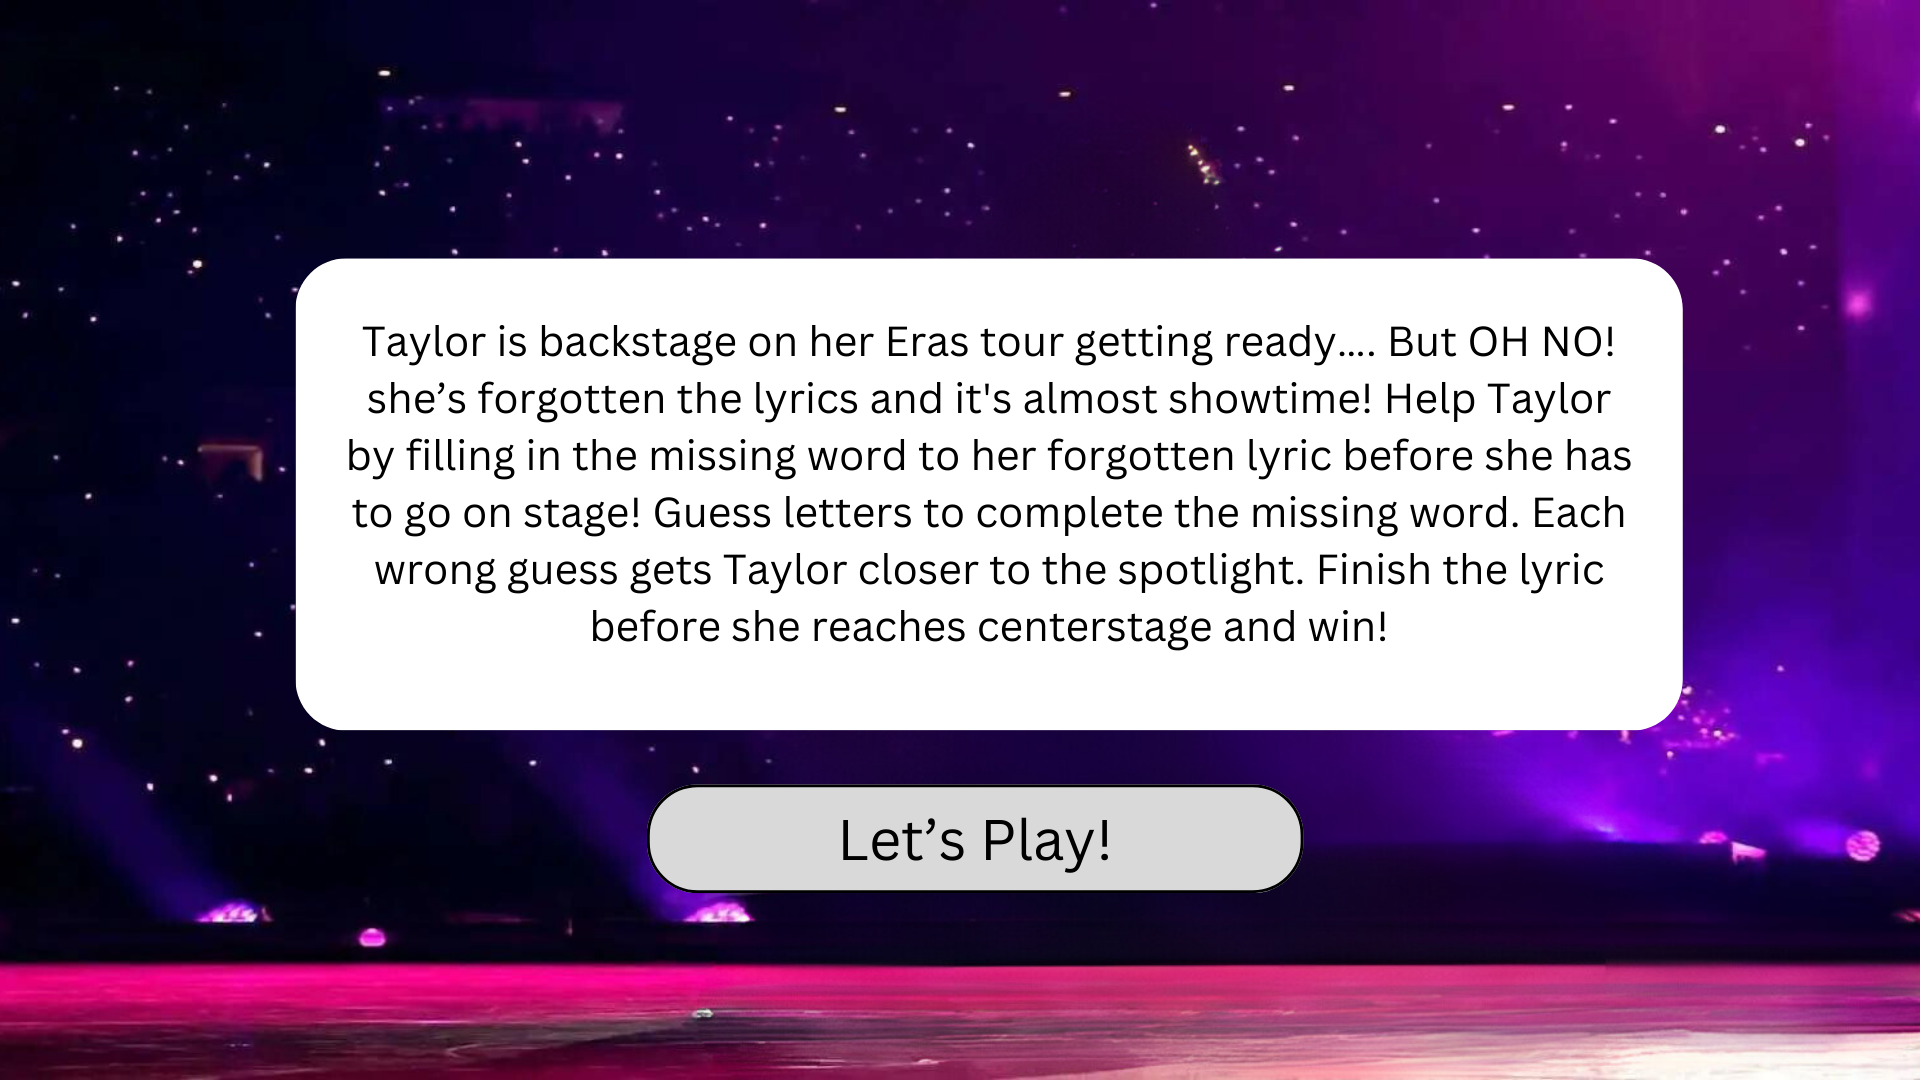 Taylor is backstage on her Eras tour getting ready.... But OH NO!
she’s forgotten the lyrics and it's almost showtime! Help Taylor
by filling in the missing word to her forgotten lyric before she has
to go on stage! Guess letters to complete the missing word. Each
wrong guess gets Taylor closer to the spotlight. Finish the lyric
before she reaches centerstage and win!
Let’s Play!